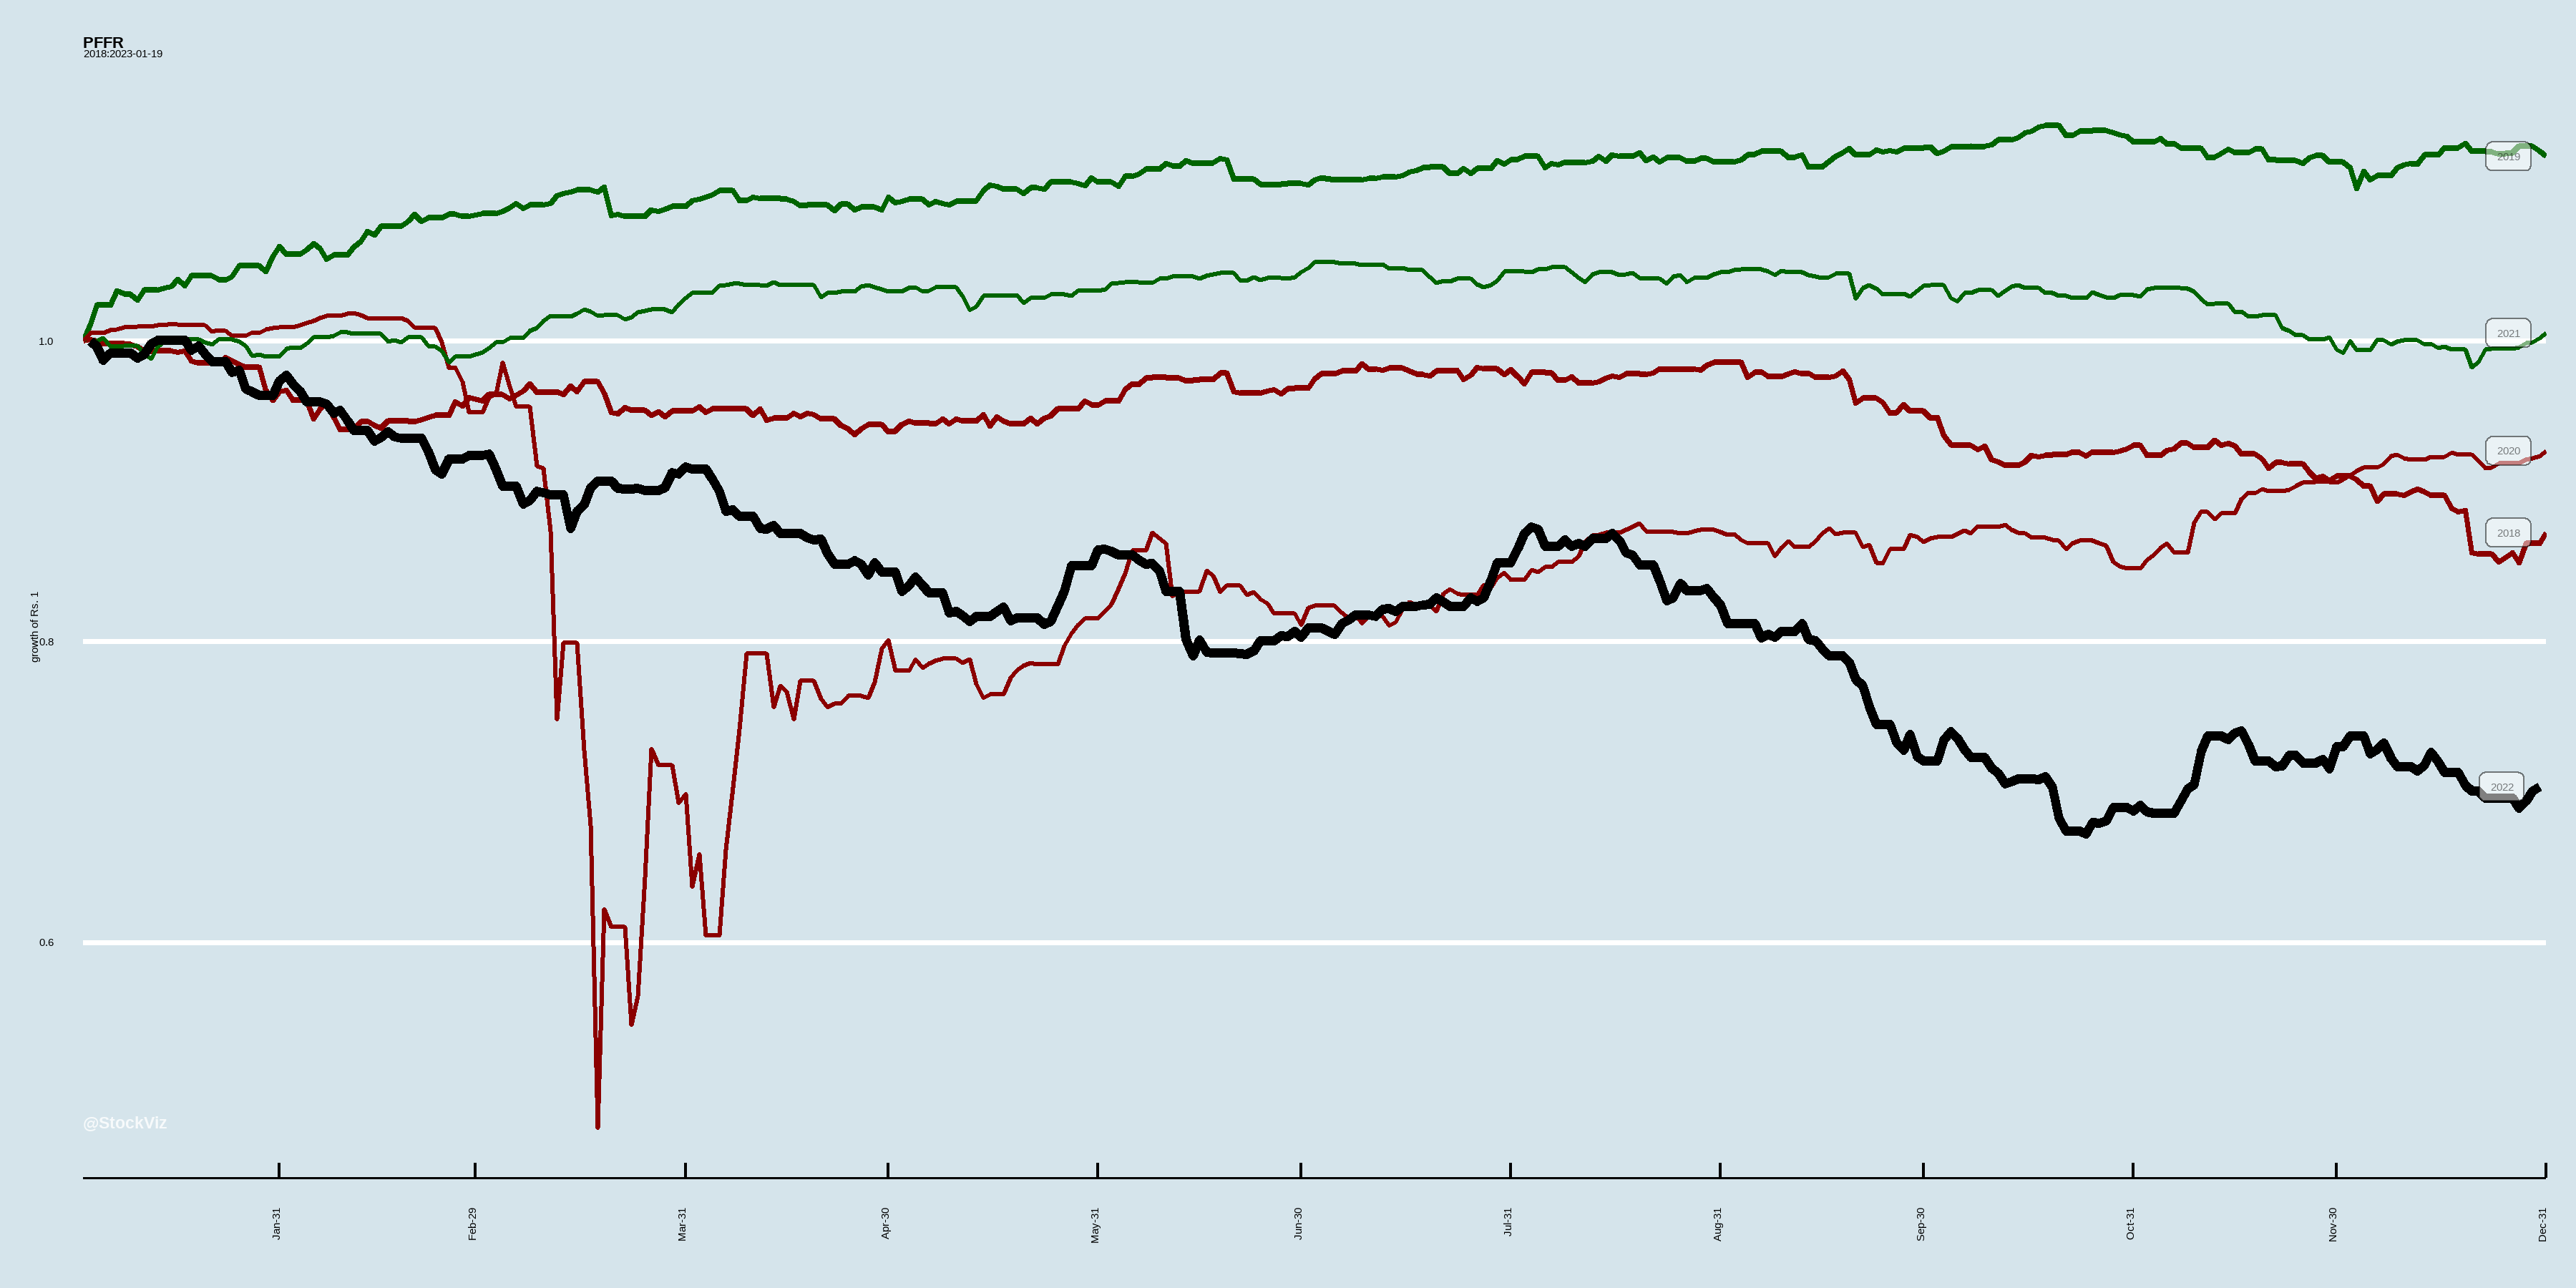 PFFR
2018:2023-01-19
growth of Rs. 1
1.0
0.8
0.6
2019
2021
2020
2018
2022
@StockViz
Jan-31
Feb-29
Mar-31
Apr-30
May-31
Jun-30
Jul-31
Aug-31
Sep-30
Oct-31
Nov-30
Dec-31